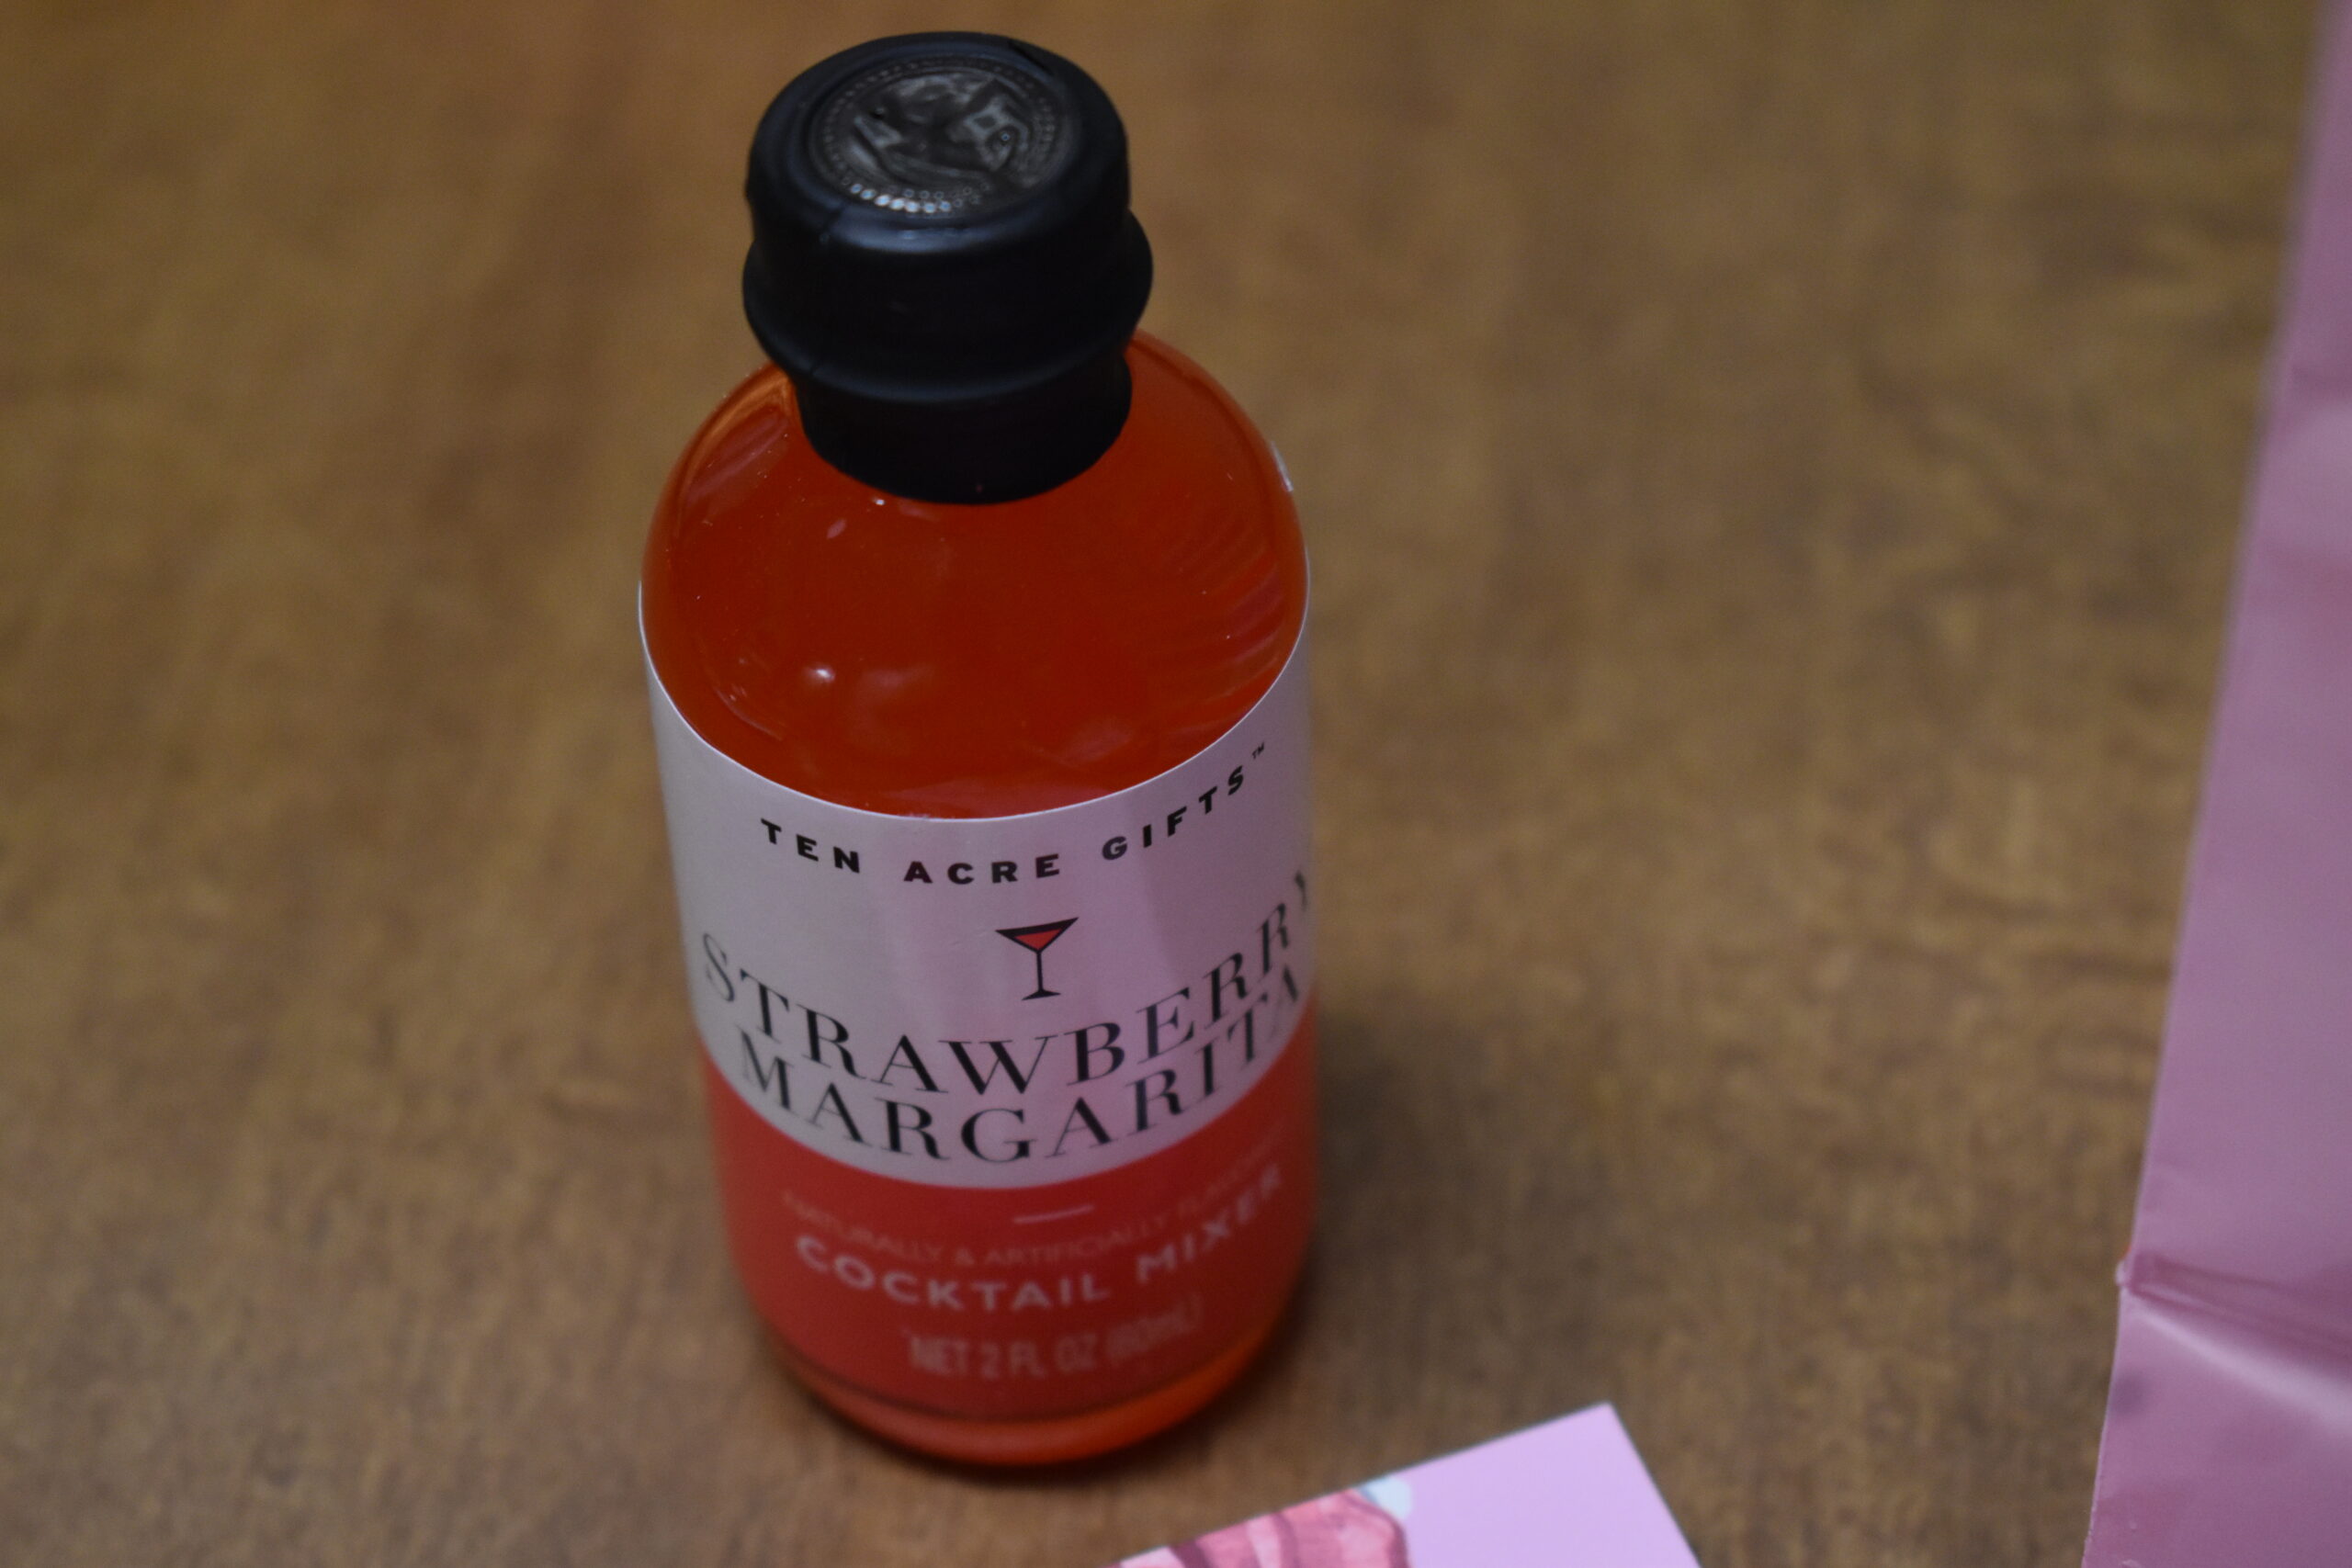 TEN ACRE GIFTS™
STRAWBERRY
MARGARITA
NATURALLY & ARTIFICIALLY FLAVORED
COCKTAIL MIXER
NET 2 FL OZ (60mL)